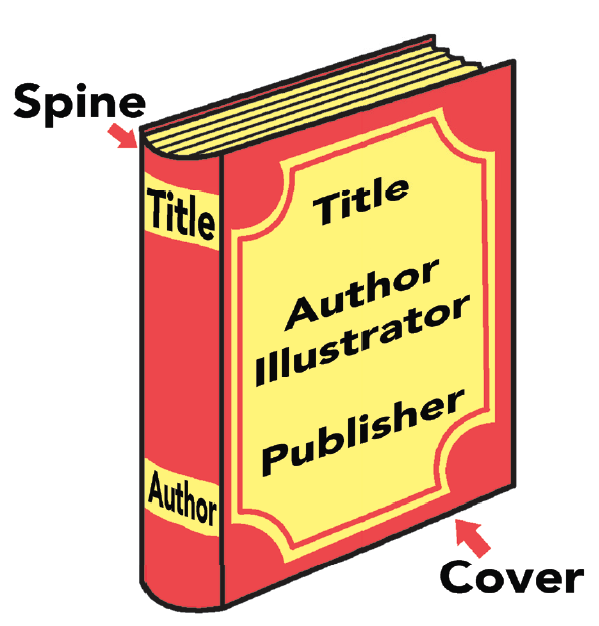 Spine
Title
Author
Title
Author
Illustrator
Publisher
Cover